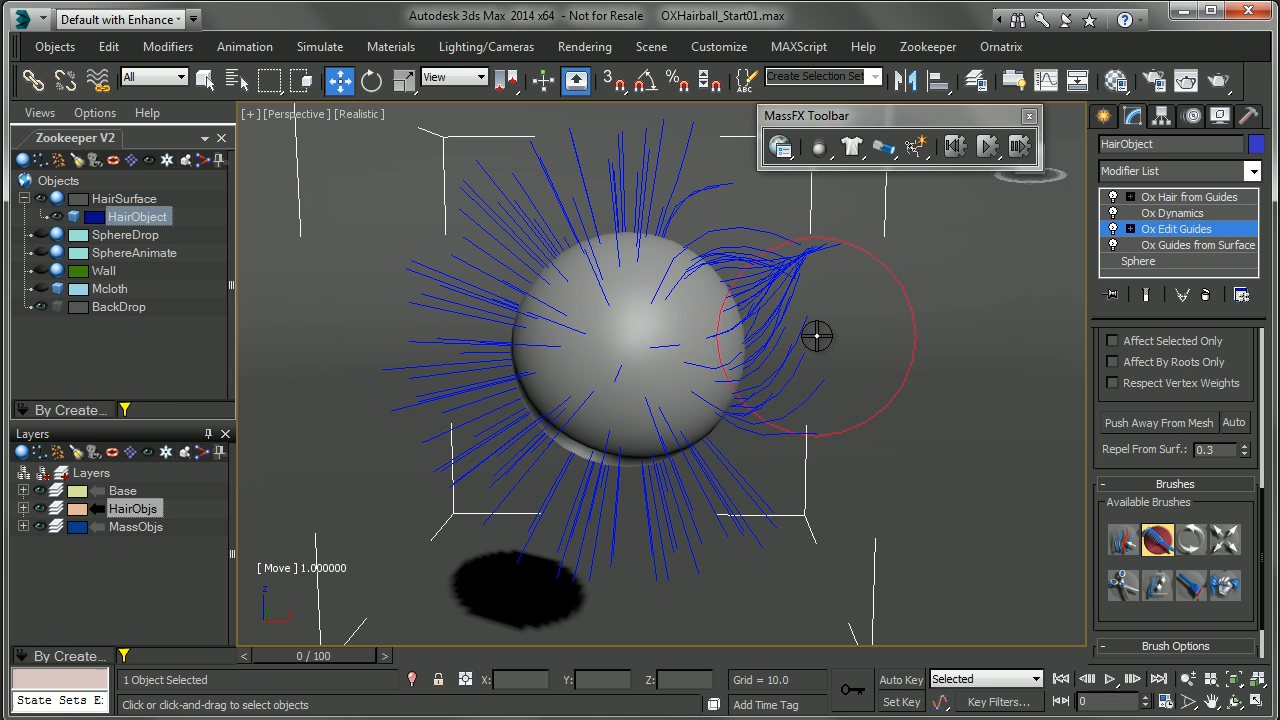 Default with Enhance
Autodesk 3ds Max 2014 x64 - Not for Resale OXHairball_Start01.max
Objects Edit Modifiers Animation Simulate Materials Lighting/Cameras Rendering Scene Customize MAXScript Help Zookeeper Ornatrix
All View 3 % ABC Create Selection Set
Views Options Help
Zookeeper V2
Objects
HairSurface
HairObject
SphereDrop
SphereAnimate
Wall
Mcloth
BackDrop
By Create...
Layers
Layers
Base
HairObjs
MassObjs
By Create...
[+] [Perspective] [Realistic]
MassFX Toolbar
[ Move ] 1.000000
z
HairObject
Modifier List
Ox Hair from Guides
Ox Dynamics
Ox Edit Guides
Ox Guides from Surface
Sphere
Affect Selected Only
Affect By Roots Only
Respect Vertex Weights
Push Away From Mesh Auto
Repel From Surf.: 0.3
- Brushes
Available Brushes
- Brush Options
< 0 / 100 >
1 Object Selected X: Y: Z: Grid = 10.0 Auto Key Selected
State Sets E: Click or click-and-drag to select objects Add Time Tag Set Key Key Filters... 0